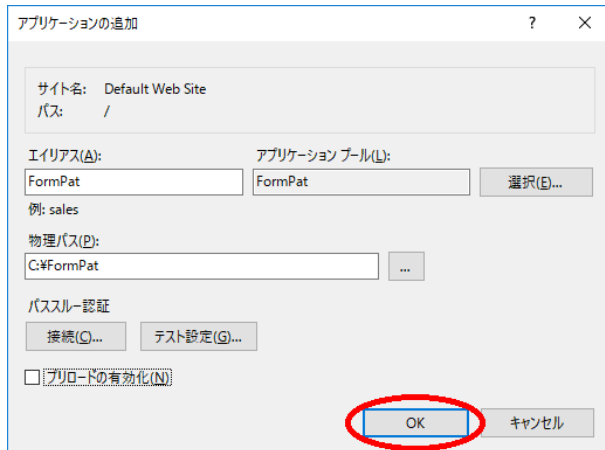 アプリケーションの追加 ? ×
サイト名: Default Web Site
パス: /
エイリアス(A): アプリケーション プール(L):
FormPat FormPat 選択(E)...
例: sales
物理パス(P):
C:¥FormPat ...
パススルー認証
接続(C)... テスト設定(G)...
プリロードの有効化(N)
OK キャンセル